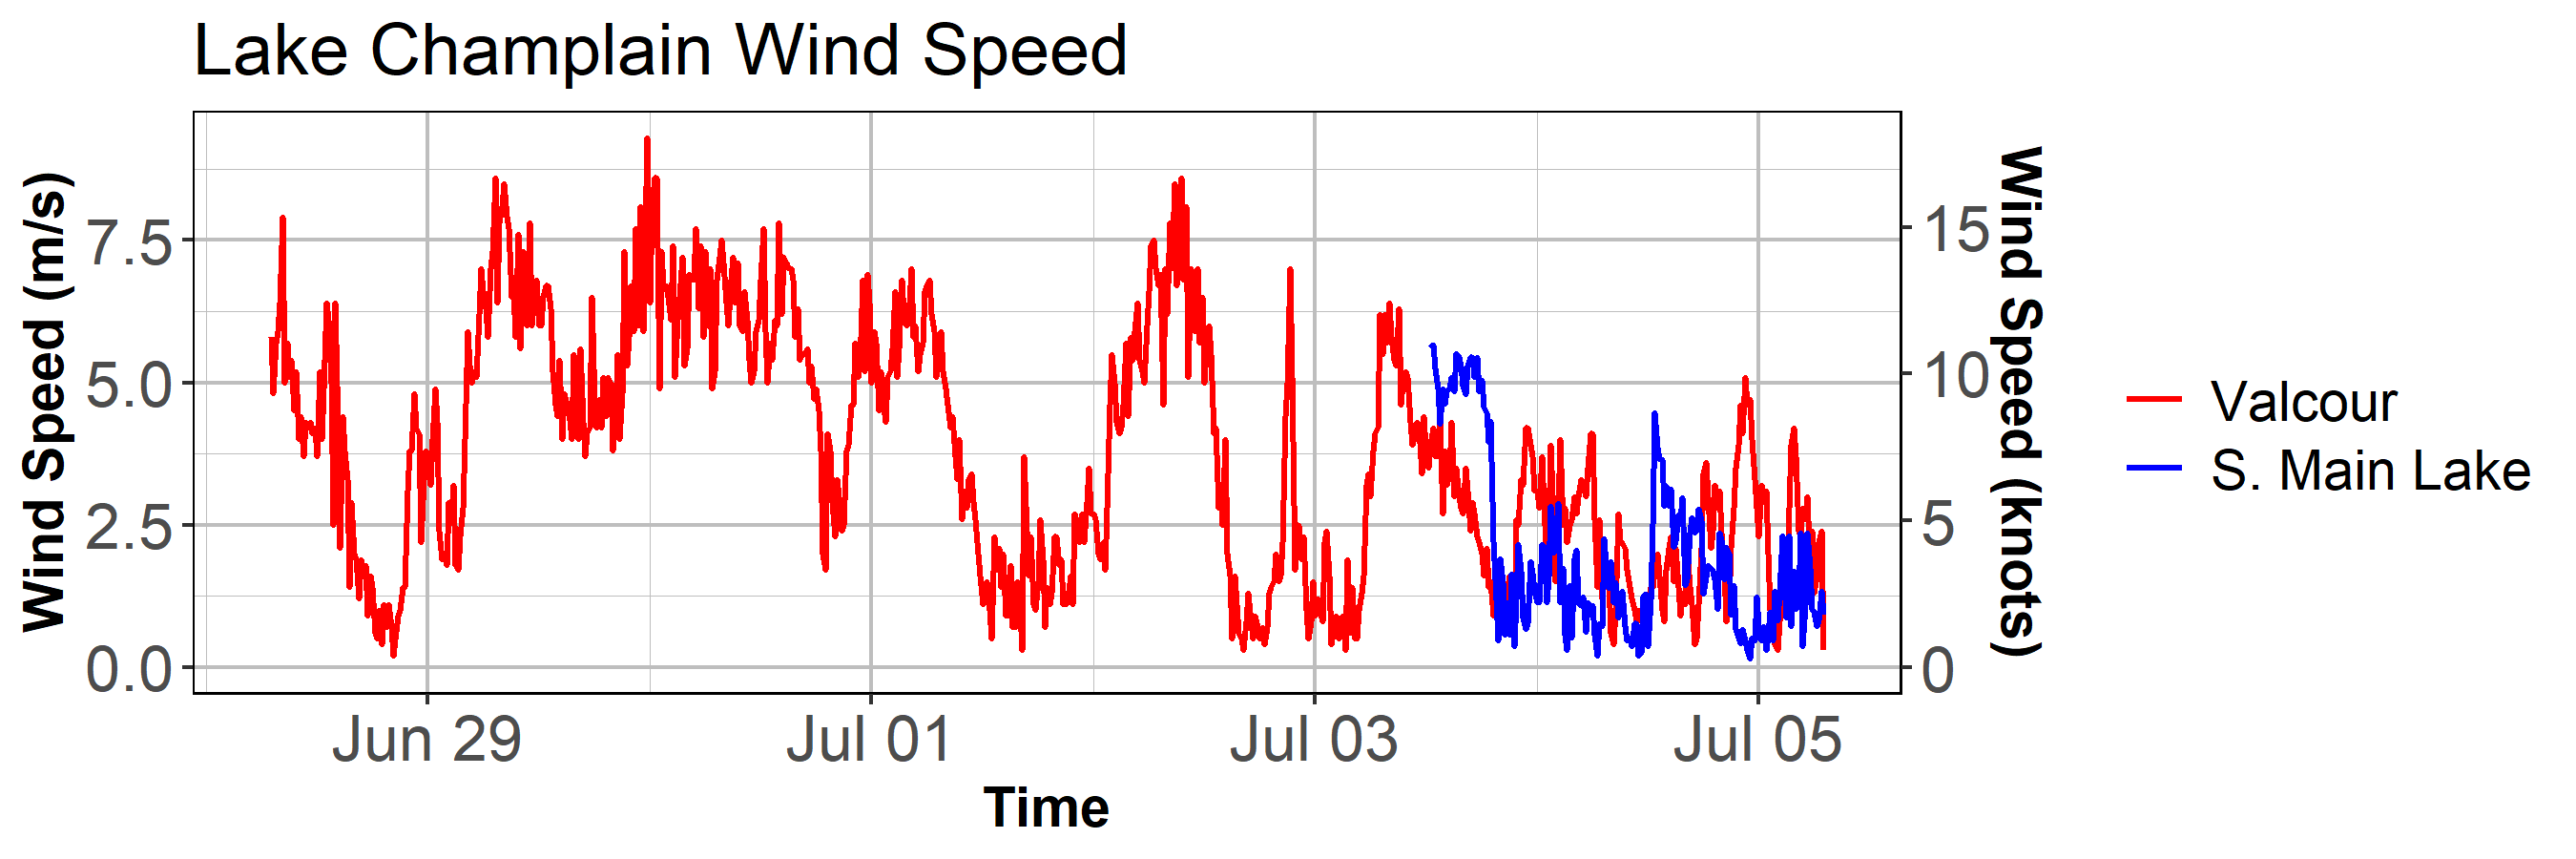 Lake Champlain Wind Speed
Wind Speed (m/s)
7.5
5.0
2.5
0.0
Jun 29
Jul 01
Jul 03
Jul 05
Time
15
10
5
0
Wind Speed (knots)
Valcour
S. Main Lake